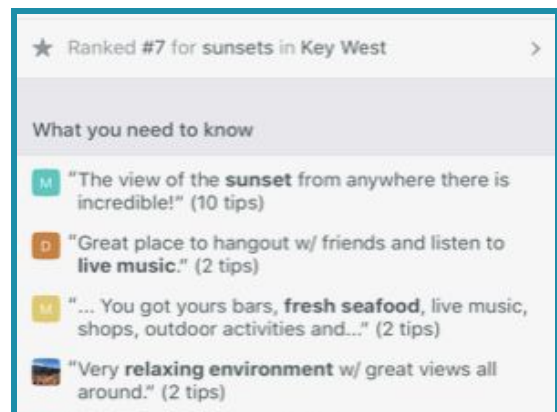 Ranked #7 for sunsets in Key West
What you need to know
M "The view of the sunset from anywhere there is
incredible!" (10 tips)
D "Great place to hangout w/ friends and listen to
live music." (2 tips)
M "... You got yours bars, fresh seafood, live music,
shops, outdoor activities and..." (2 tips)
"Very relaxing environment w/ great views all
around." (2 tips)